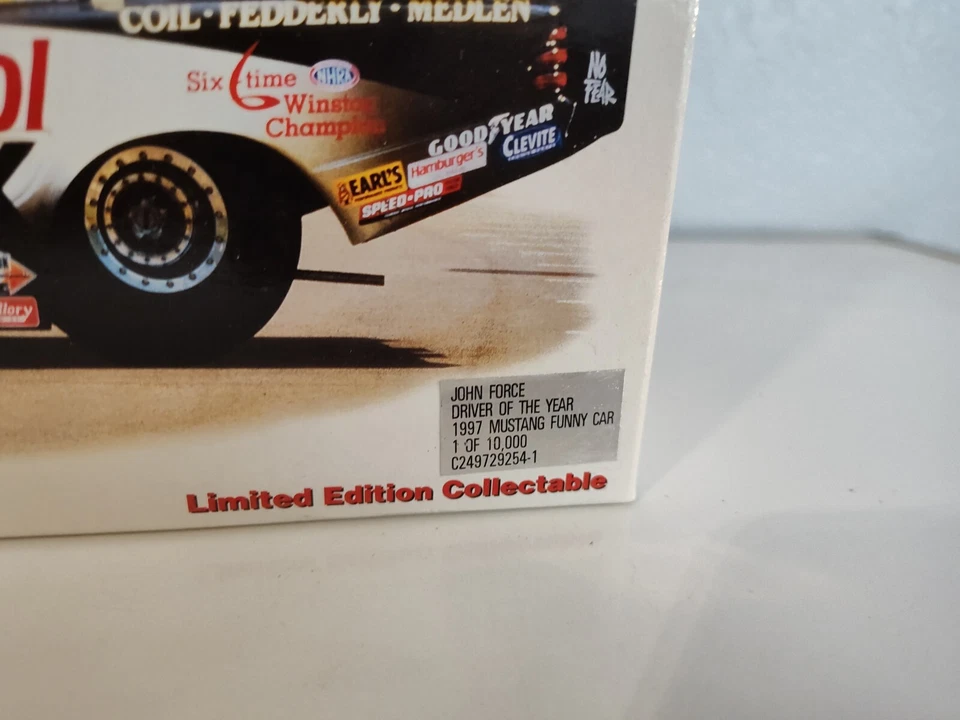 COIL · FEDDERLY · MEDLEN
Six time
NHRA
Winston
Champion
NO
FEAR
GOODYEAR
CLEVITE
Hamburger's
EARL'S
SPEED-PRO
JOHN FORCE
DRIVER OF THE YEAR
1997 MUSTANG FUNNY CAR
1 OF 10,000
C249729254-1
Limited Edition Collectable